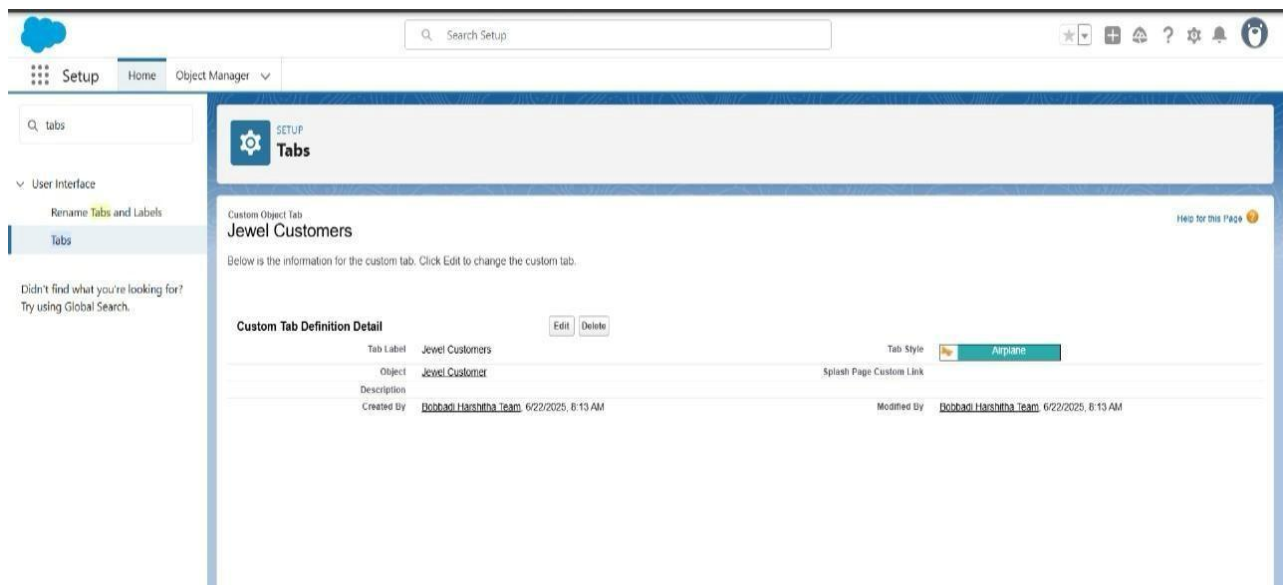 Search Setup
Setup Home Object Manager
tabs
SETUP
Tabs
User Interface
Rename Tabs and Labels
Tabs
Didn't find what you're looking for?
Try using Global Search.
Custom Object Tab
Jewel Customers
Help for this Page
Below is the information for the custom tab. Click Edit to change the custom tab.
Custom Tab Definition Detail Edit Delete
Tab Label Jewel Customers Tab Style Airplane
Object Jewel Customer Splash Page Custom Link
Description
Created By Bobbadi Harshitha Team, 6/22/2025, 8:13 AM Modified By Bobbadi Harshitha Team, 6/22/2025, 8:13 AM